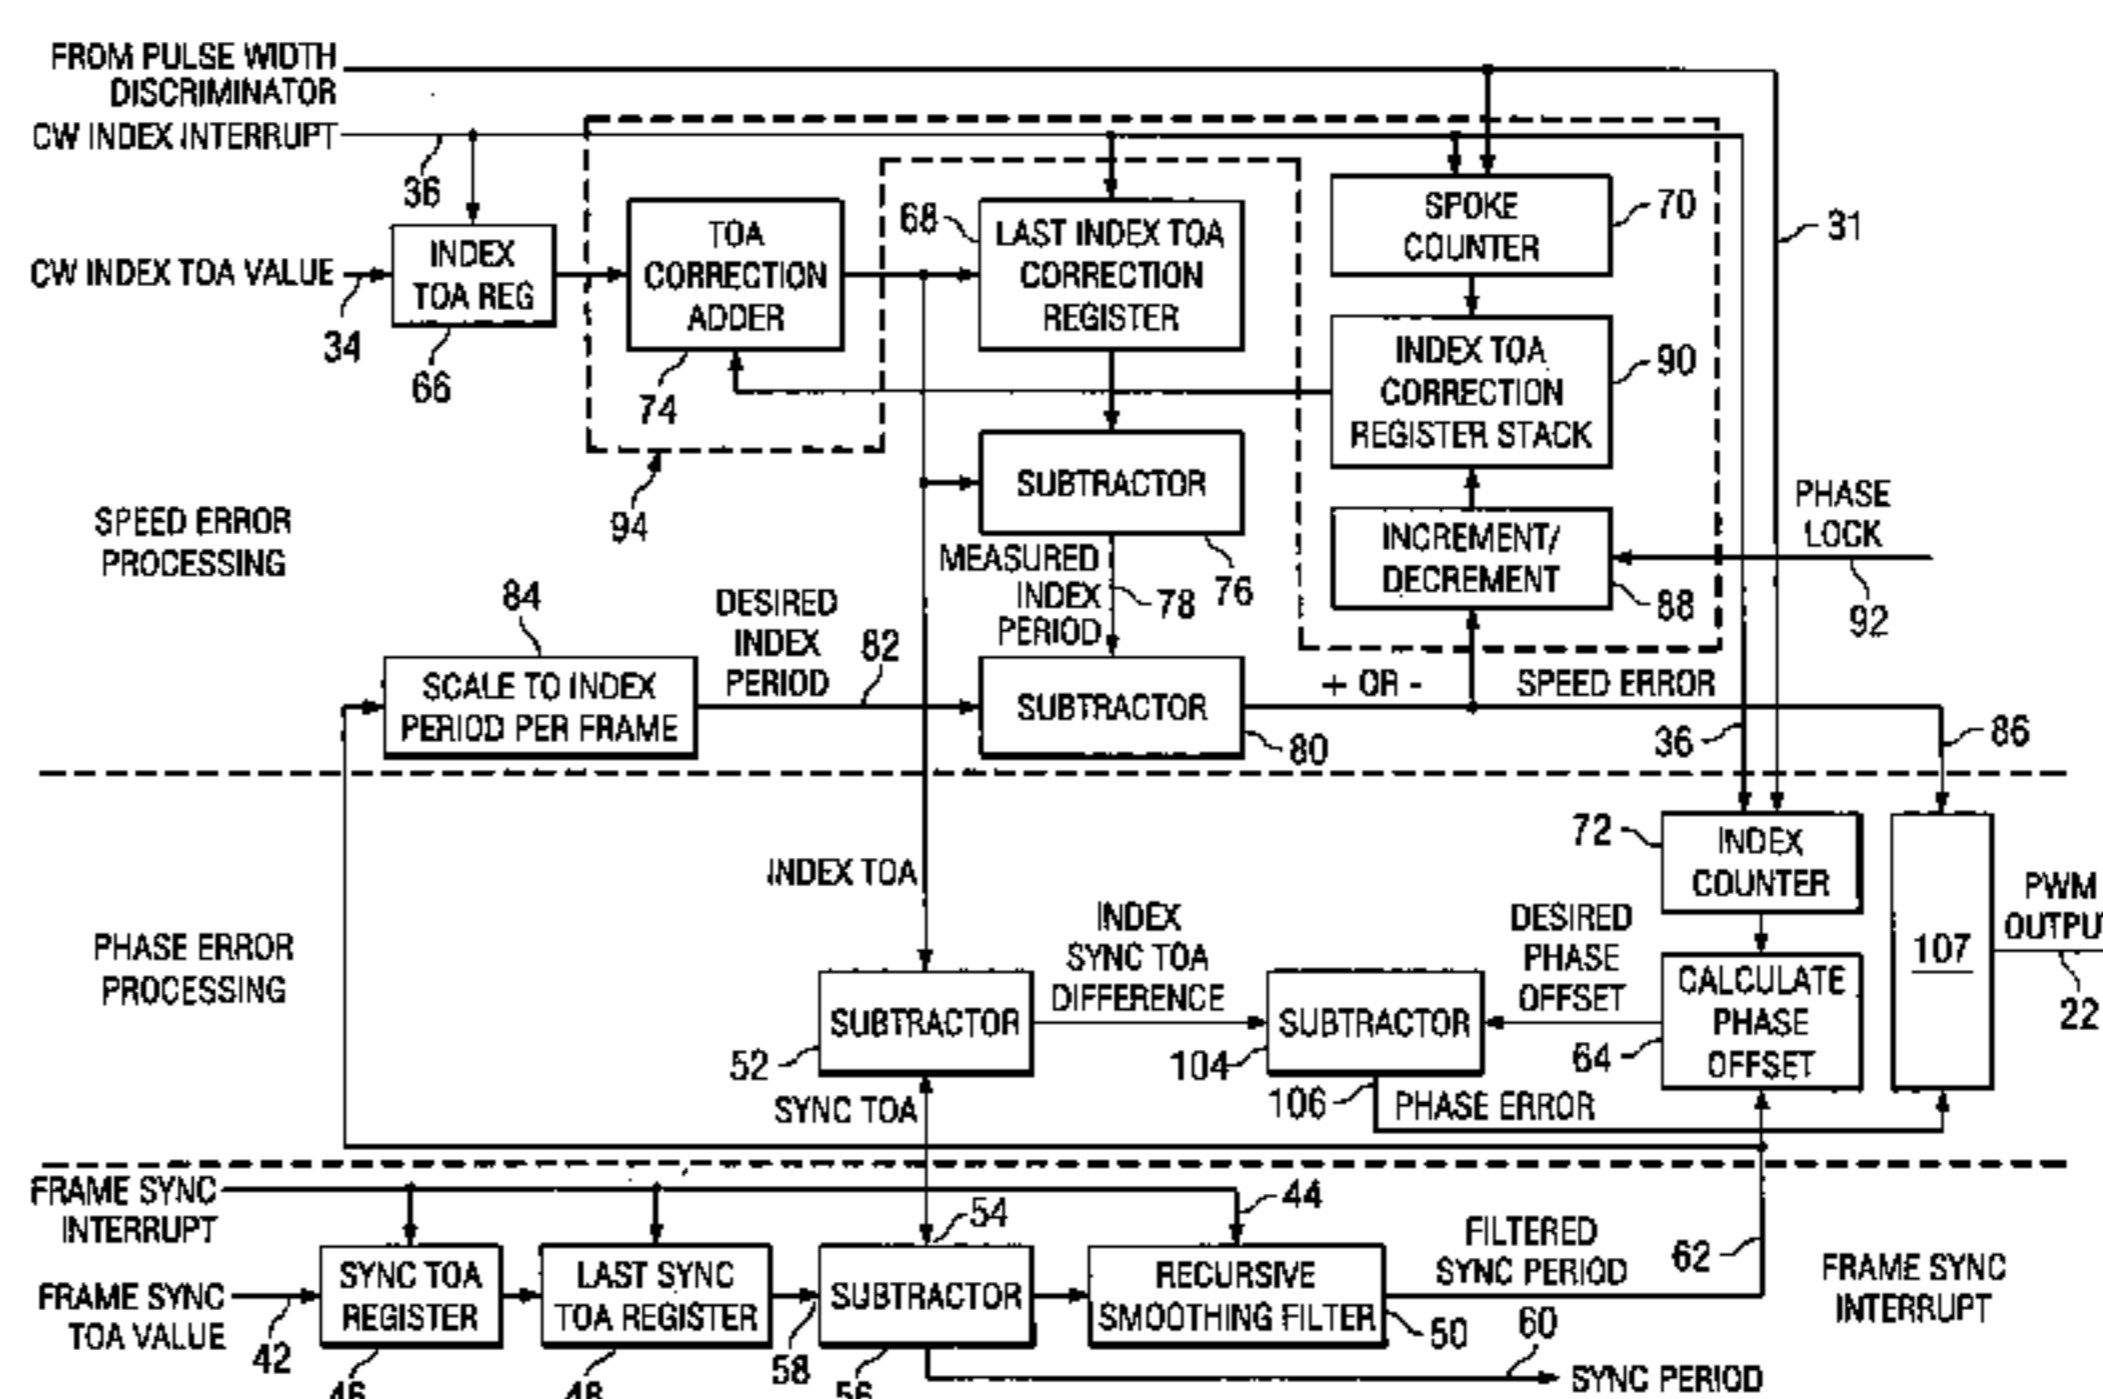 FROM PULSE WIDTH
DISCRIMINATOR
CW INDEX INTERRUPT
36
CW INDEX TOA VALUE
34
INDEX
TOA REG
66
TOA
CORRECTION
ADDER
74
94
68
LAST INDEX TOA
CORRECTION
REGISTER
SPOKE
COUNTER
70
31
INDEX TOA
CORRECTION
REGISTER STACK
90
SUBTRACTOR
76
INCREMENT/
DECREMENT
88
PHASE
LOCK
92
SPEED ERROR
PROCESSING
MEASURED
INDEX
PERIOD
78
84
SCALE TO INDEX
PERIOD PER FRAME
DESIRED
INDEX
PERIOD
82
SUBTRACTOR
80
+ OR -
SPEED ERROR
36
86
72
INDEX
COUNTER
107
PWM
22
INDEX TOA
PHASE ERROR
PROCESSING
SUBTRACTOR
52
INDEX
SYNC TOA
DIFFERENCE
SUBTRACTOR
104
DESIRED
PHASE
OFFSET
CALCULATE
PHASE
OFFSET
64
SYNC TOA
106
PHASE ERROR
FRAME SYNC
INTERRUPT
44
FRAME SYNC
TOA VALUE
42
SYNC TOA
REGISTER
LAST SYNC
TOA REGISTER
58
54
SUBTRACTOR
RECURSIVE
SMOOTHING FILTER
50
FILTERED
SYNC PERIOD
62
60
SYNC PERIOD
FRAME SYNC
INTERRUPT